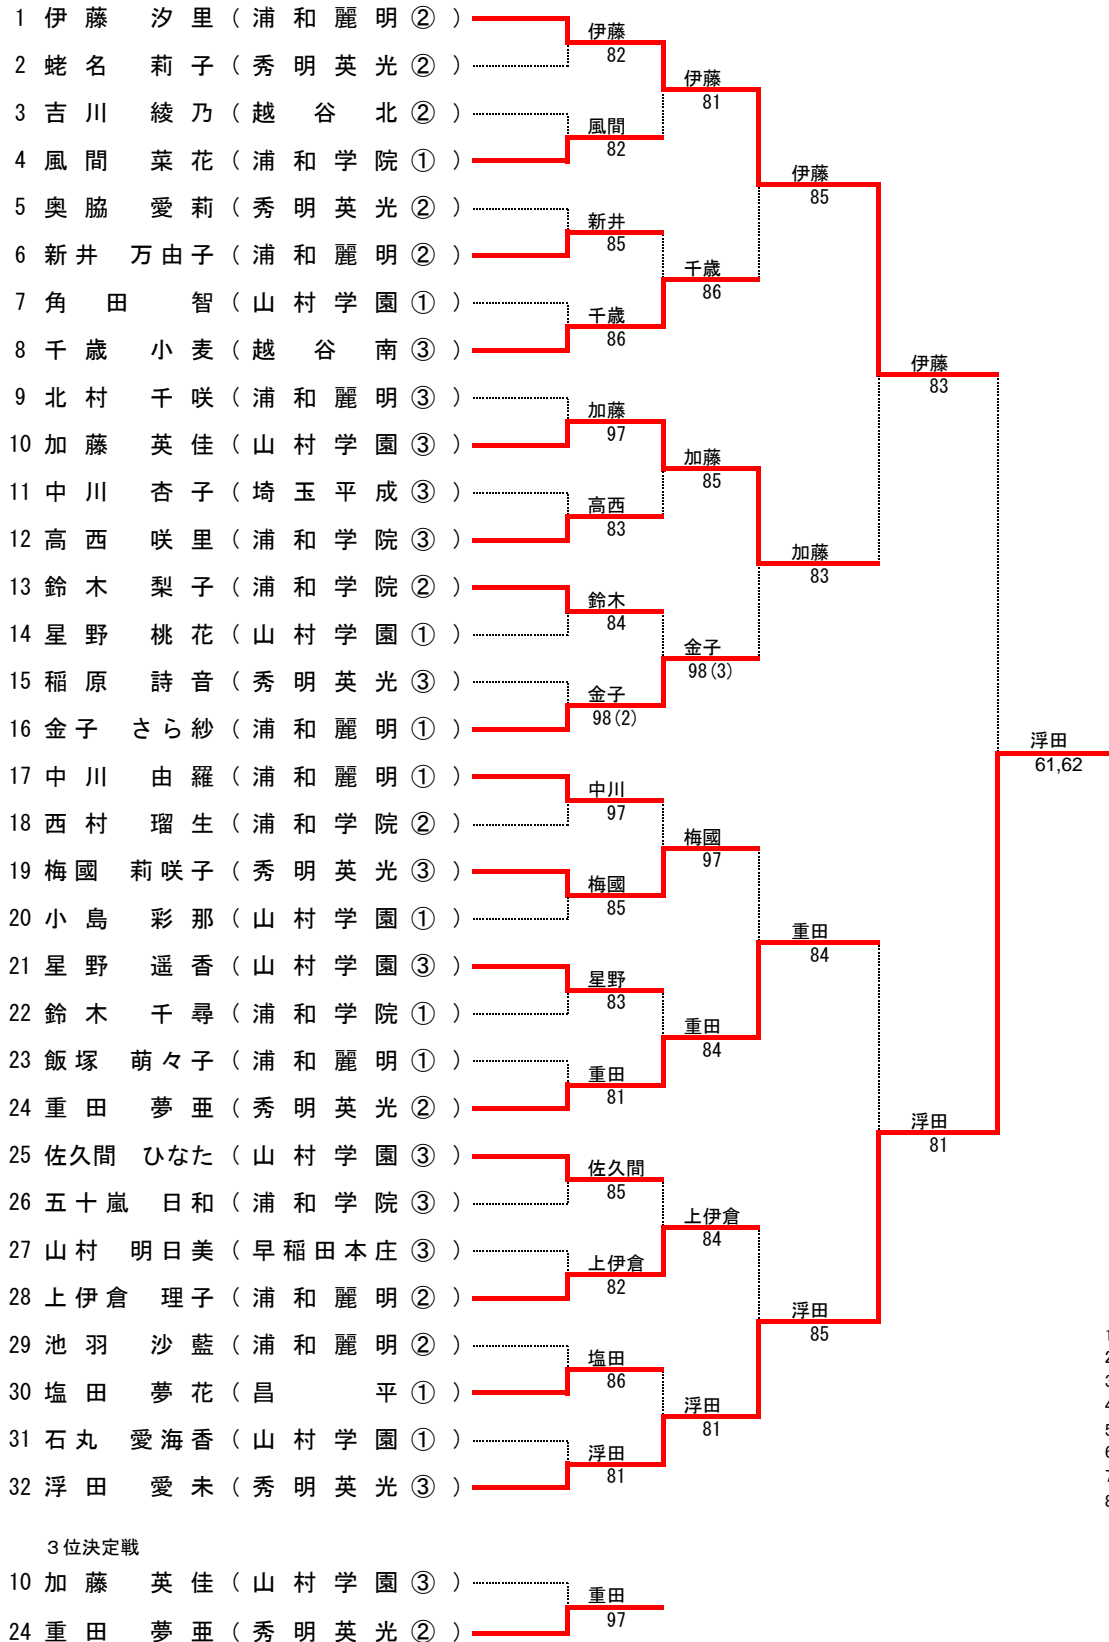 1 伊藤 汐里 （ 浦和麗明 ② ）
伊藤
82
2 蛯名 莉子 （ 秀明英光 ② ）
伊藤
81
3 吉川 綾乃 （ 越谷北 ② ）
風間
82
4 風間 菜花 （ 浦和学院 ① ）
伊藤
85
5 奥脇 愛莉 （ 秀明英光 ② ）
新井
85
6 新井 万由子 （ 浦和麗明 ② ）
千歳
86
7 角田 智 （ 山村学園 ① ）
千歳
86
8 千歳 小麦 （ 越谷南 ③ ）
伊藤
83
9 北村 千咲 （ 浦和麗明 ③ ）
加藤
97
10 加藤 英佳 （ 山村学園 ③ ）
加藤
85
11 中川 杏子 （ 埼玉平成 ③ ）
高西
83
12 高西 咲里 （ 浦和学院 ③ ）
加藤
83
13 鈴木 梨子 （ 浦和学院 ② ）
鈴木
84
14 星野 桃花 （ 山村学園 ① ）
金子
98(3)
15 稲原 詩音 （ 秀明英光 ③ ）
金子
98(2)
16 金子 さら紗 （ 浦和麗明 ① ）
浮田
61,62
17 中川 由羅 （ 浦和麗明 ① ）
中川
97
18 西村 瑠生 （ 浦和学院 ② ）
梅國
97
19 梅國 莉咲子 （ 秀明英光 ③ ）
梅國
85
20 小島 彩那 （ 山村学園 ① ）
重田
84
21 星野 遥香 （ 山村学園 ③ ）
星野
83
22 鈴木 千尋 （ 浦和学院 ① ）
重田
84
23 飯塚 萌々子 （ 浦和麗明 ① ）
重田
81
24 重田 夢亜 （ 秀明英光 ② ）
浮田
81
25 佐久間 ひなた （ 山村学園 ③ ）
佐久間
85
26 五十嵐 日和 （ 浦和学院 ③ ）
上伊倉
84
27 山村 明日美 （ 早稲田本庄 ③ ）
上伊倉
82
28 上伊倉 理子 （ 浦和麗明 ② ）
浮田
85
29 池羽 沙藍 （ 浦和麗明 ② ）
塩田
86
30 塩田 夢花 （ 昌平 ① ）
浮田
81
31 石丸 愛海香 （ 山村学園 ① ）
浮田
81
32 浮田 愛未 （ 秀明英光 ③ ）
1
2
3
4
5
6
7
8
３位決定戦
10 加藤 英佳 （ 山村学園 ③ ）
重田
97
24 重田 夢亜 （ 秀明英光 ② ）